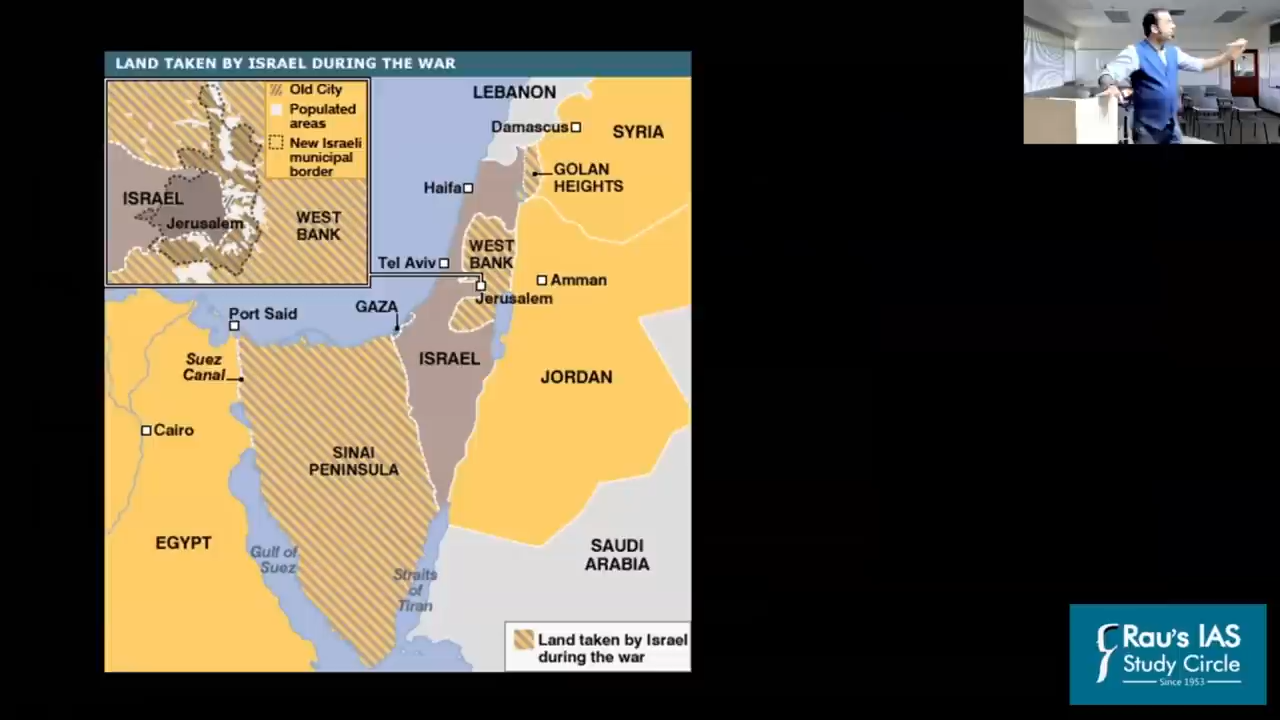 LAND TAKEN BY ISRAEL DURING THE WAR
Old City
Populated
areas
New Israeli
municipal
border
ISRAEL
Jerusalem
WEST
BANK
LEBANON
Damascus
SYRIA
GOLAN
HEIGHTS
Haifa
WEST
BANK
Tel Aviv
Amman
Jerusalem
GAZA
Port Said
Suez
Canal
ISRAEL
JORDAN
Cairo
SINAI
PENINSULA
EGYPT
Gulf of
Suez
Straits
of
Tiran
SAUDI
ARABIA
Land taken by Israel
during the war
Rau's IAS
Study Circle
Since 1953